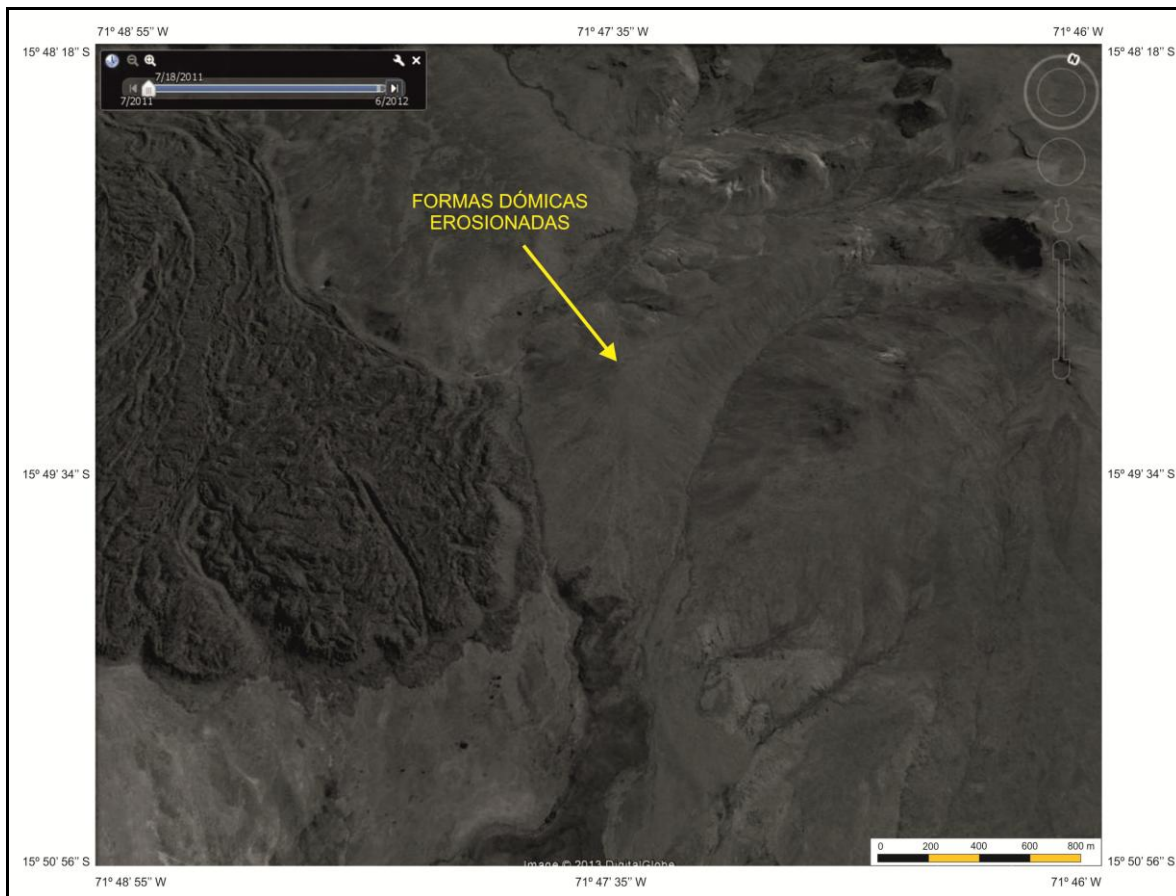 71º 48’ 55’’ W
71º 47’ 35’’ W
71º 46’ W
15º 48’ 18’’ S
15º 48’ 18’’ S
7/18/2011
7/2011
6/2012
N
FORMAS DÓMICAS
EROSIONADAS
15º 49’ 34’’ S
15º 49’ 34’’ S
0 200 400 600 800 m
Image © 2013 DigitalGlobe
15º 50’ 56’’ S
15º 50’ 56’’ S
71º 48’ 55’’ W
71º 47’ 35’’ W
71º 46’ W